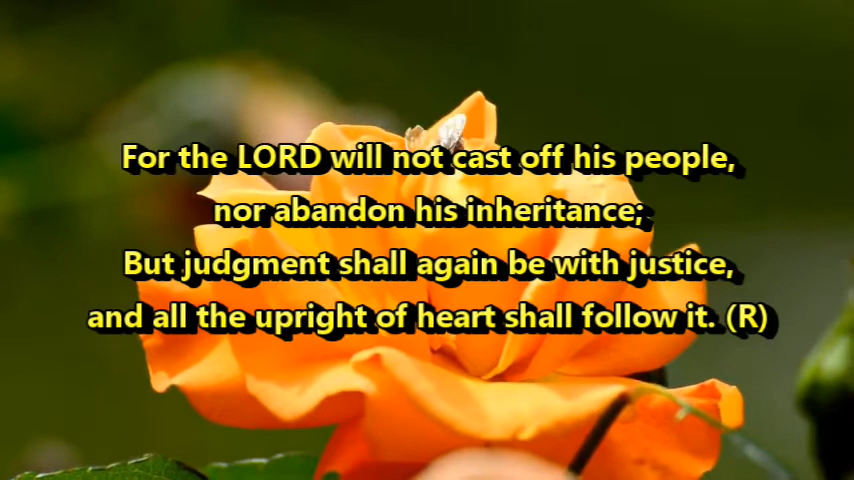 For the LORD will not cast off his people,
nor abandon his inheritance;
But judgment shall again be with justice,
and all the upright of heart shall follow it. (R)